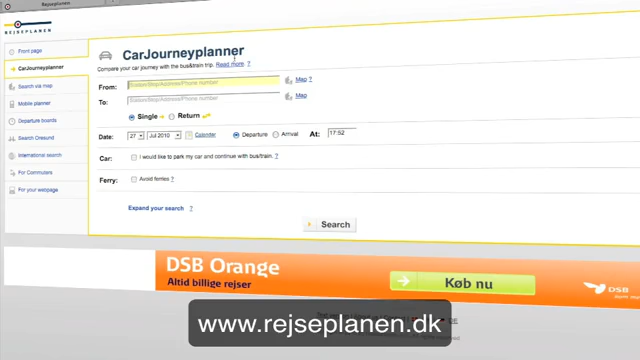 Rejseplanen
REJSEPLANEN
Front page
CarJourneyplanner
Search via map
Mobile planner
Departure boards
Search Oresund
International search
For Commuters
For your webpage
CarJourneyplanner
Compare your car journey with the bus&train trip. Read more. ?
From: Station/Stop/Address/Phone number Map ?
To: Station/Stop/Address/Phone number Map
Single Return
Date: 27 Jul 2010 Calender Departure Arrival At: 17:52
Car: I would like to park my car and continue with bus/train. ?
Ferry: Avoid ferries ?
Expand your search ?
Search
DSB Orange
Altid billige rejser
Køb nu
DSB
www.rejseplanen.dk